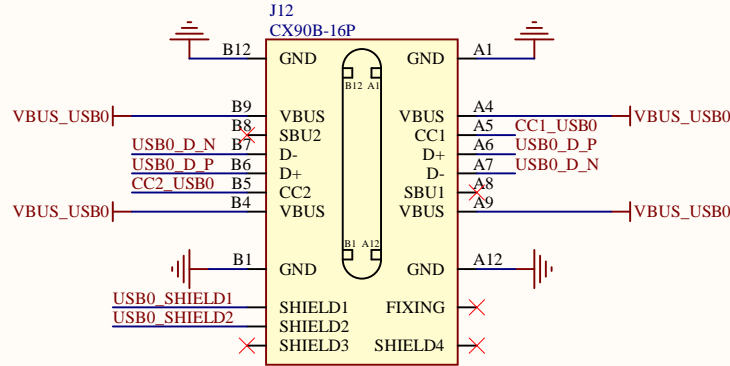 J12
CX90B-16P
B12 GND GND A1
B12 A1
VBUS_USB0 B9 VBUS VBUS A4 VBUS_USB0
B8 SBU2 CC1 A5 CC1_USB0
USB0_D_N B7 D- D+ A6 USB0_D_P
USB0_D_P B6 D+ D- A7 USB0_D_N
CC2_USB0 B5 CC2 SBU1 A8
VBUS_USB0 B4 VBUS VBUS A9 VBUS_USB0
B1 A12
B1 GND GND A12
USB0_SHIELD1 SHIELD1 FIXING
USB0_SHIELD2 SHIELD2
SHIELD3 SHIELD4